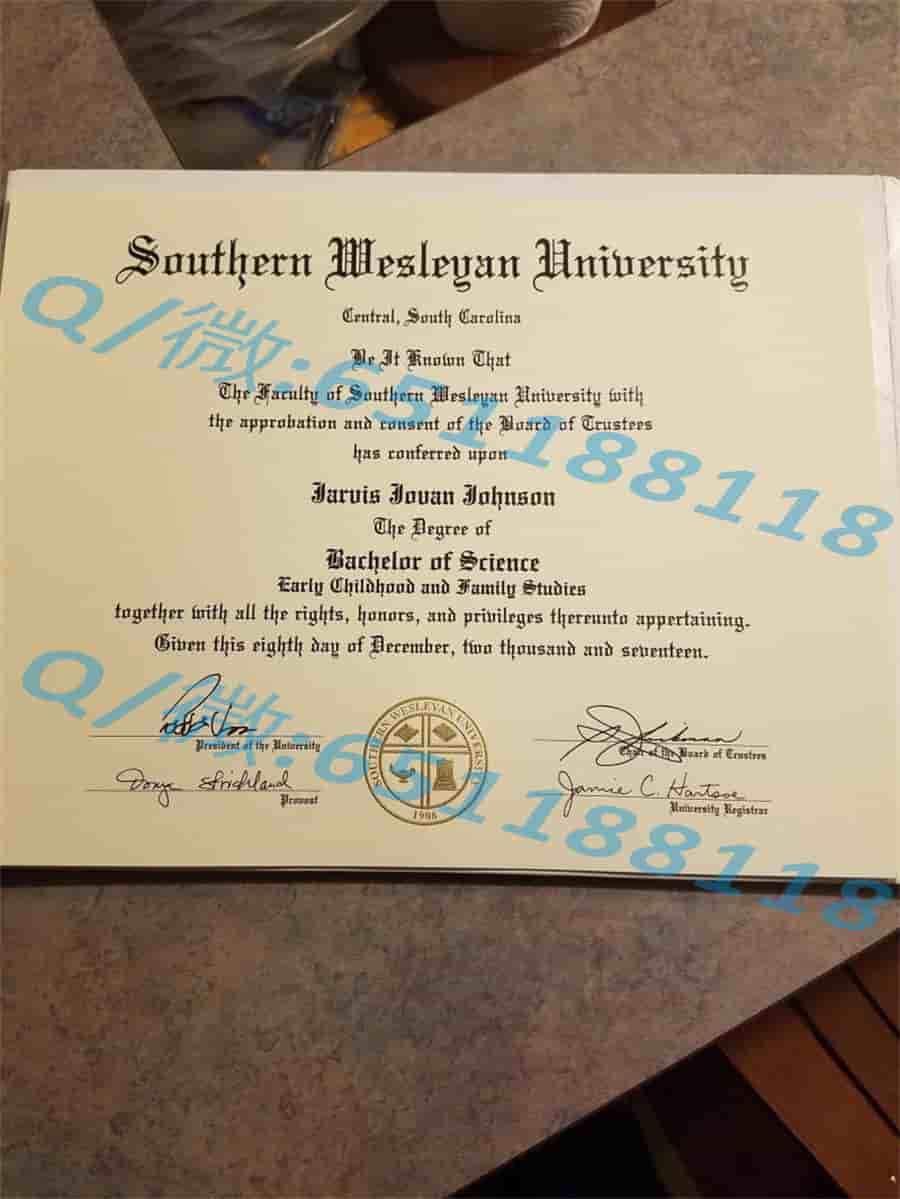 Southern Wesleyan University
Central, South Carolina
Be It Known That
The Faculty of Southern Wesleyan University with
the approbation and consent of the Board of Trustees
has conferred upon
Jarvis Jovan Johnson
The Degree of
Bachelor of Science
Early Childhood and Family Studies
together with all the rights, honors, and privileges thereunto appertaining.
Given this eighth day of December, two thousand and seventeen.
Q/微:651188118
President of the University
Chair of the Board of Trustees
Strickland
Provost
Jamie C. Hartsoe
University Registrar
SOUTHERN WESLEYAN UNIVERSITY
1906
Q/微:651188118